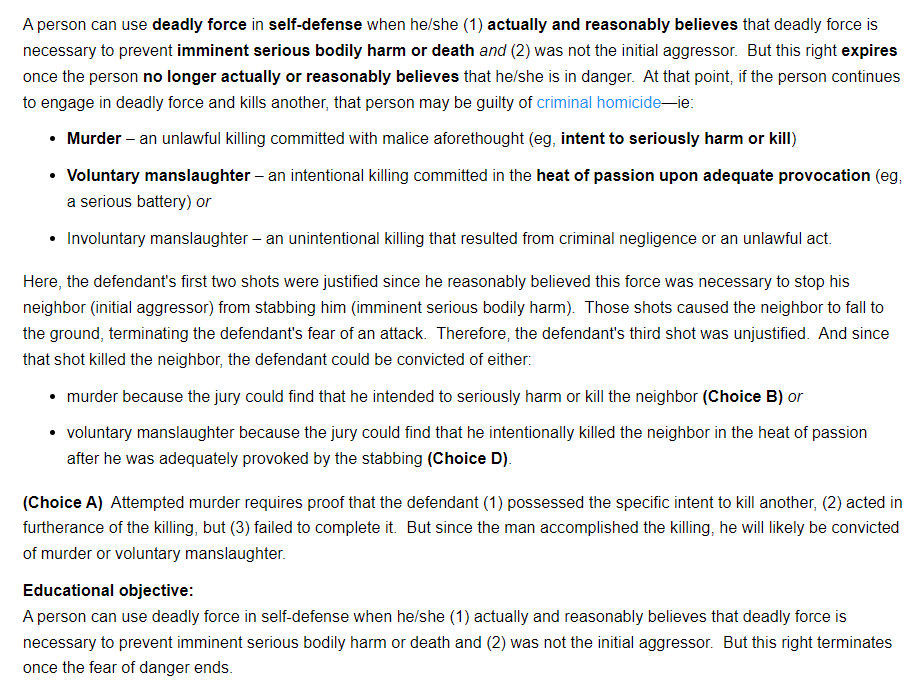 A person can use deadly force in self-defense when he/she (1) actually and reasonably believes that deadly force is
necessary to prevent imminent serious bodily harm or death and (2) was not the initial aggressor.  But this right expires
once the person no longer actually or reasonably believes that he/she is in danger.  At that point, if the person continues
to engage in deadly force and kills another, that person may be guilty of criminal homicide—ie:
• Murder – an unlawful killing committed with malice aforethought (eg, intent to seriously harm or kill)
• Voluntary manslaughter – an intentional killing committed in the heat of passion upon adequate provocation (eg,
a serious battery) or
• Involuntary manslaughter – an unintentional killing that resulted from criminal negligence or an unlawful act.
Here, the defendant's first two shots were justified since he reasonably believed this force was necessary to stop his
neighbor (initial aggressor) from stabbing him (imminent serious bodily harm).  Those shots caused the neighbor to fall to
the ground, terminating the defendant's fear of an attack.  Therefore, the defendant's third shot was unjustified.  And since
that shot killed the neighbor, the defendant could be convicted of either:
• murder because the jury could find that he intended to seriously harm or kill the neighbor (Choice B) or
• voluntary manslaughter because the jury could find that he intentionally killed the neighbor in the heat of passion
after he was adequately provoked by the stabbing (Choice D).
(Choice A)  Attempted murder requires proof that the defendant (1) possessed the specific intent to kill another, (2) acted in
furtherance of the killing, but (3) failed to complete it.  But since the man accomplished the killing, he will likely be convicted
of murder or voluntary manslaughter.
Educational objective:
A person can use deadly force in self-defense when he/she (1) actually and reasonably believes that deadly force is
necessary to prevent imminent serious bodily harm or death and (2) was not the initial aggressor.  But this right terminates
once the fear of danger ends.